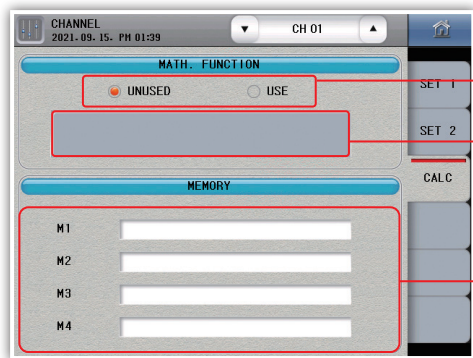 CHANNEL
2021. 09. 15. PM 01:39
CH 01
MATH. FUNCTION
UNUSED
USE
SET 1
SET 2
CALC
MEMORY
M1
M2
M3
M4